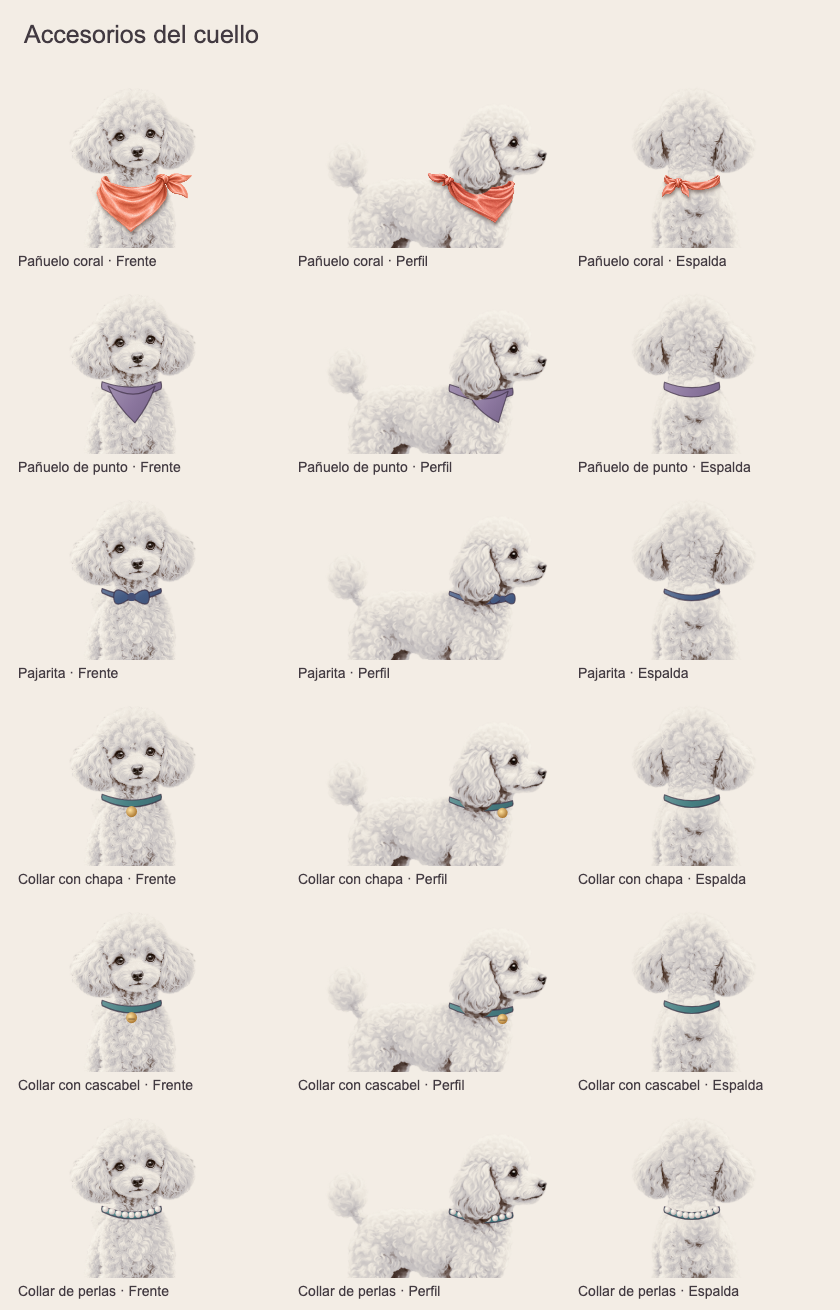 Accesorios del cuello
Pañuelo coral · Frente
Pañuelo coral · Perfil
Pañuelo coral · Espalda
Pañuelo de punto · Frente
Pañuelo de punto · Perfil
Pañuelo de punto · Espalda
Pajarita · Frente
Pajarita · Perfil
Pajarita · Espalda
Collar con chapa · Frente
Collar con chapa · Perfil
Collar con chapa · Espalda
Collar con cascabel · Frente
Collar con cascabel · Perfil
Collar con cascabel · Espalda
Collar de perlas · Frente
Collar de perlas · Perfil
Collar de perlas · Espalda